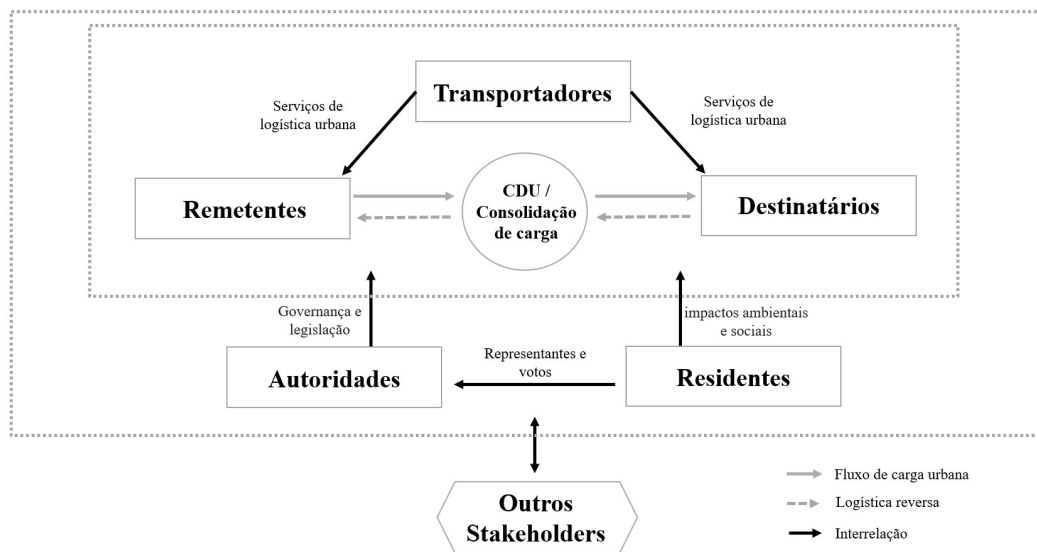 Transportadores
Serviços de
logística urbana
Serviços de
logística urbana
Remetentes
CDU /
Consolidação
de carga
Destinatários
Governança e
legislação
impactos ambientais
e sociais
Autoridades
Representantes e
votos
Residentes
Outros
Stakeholders
Fluxo de carga urbana
Logística reversa
Interrelação